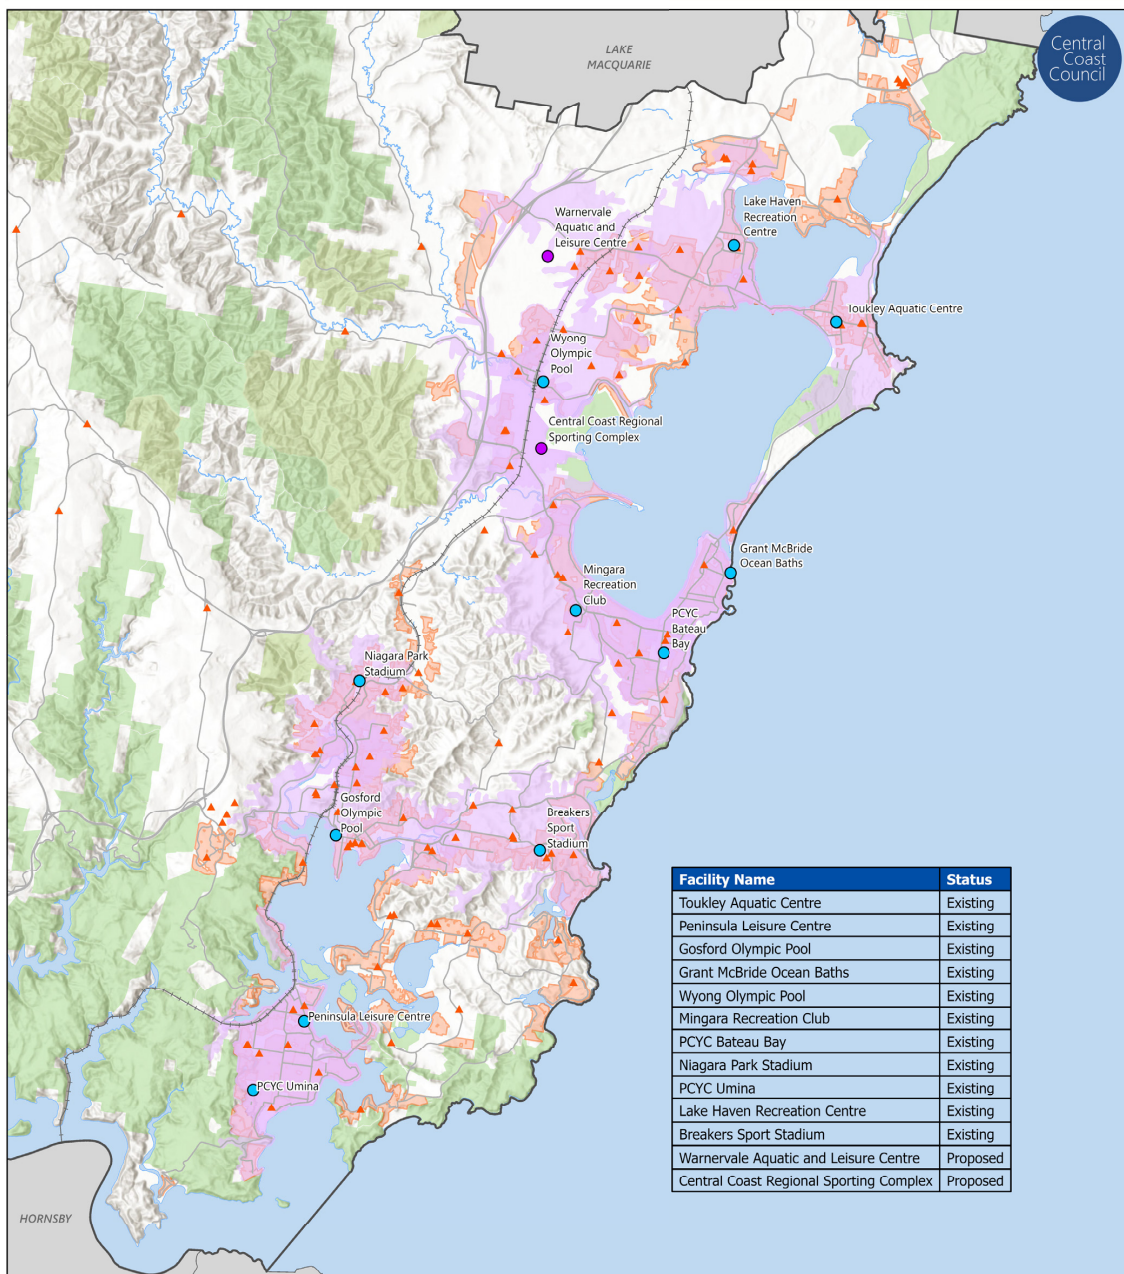 LAKE
MACQUARIE
Central
Coast
Council
Lake Haven
Recreation
Centre
Warnervale
Aquatic and
Leisure Centre
Toukley Aquatic Centre
Wyong
Olympic
Pool
Central Coast Regional
Sporting Complex
Grant McBride
Ocean Baths
Mingara
Recreation
Club
PCYC
Bateau
Bay
Niagara Park
Stadium
Gosford
Olympic
Pool
Breakers
Sport
Stadium
Peninsula Leisure Centre
PCYC Umina
HORNSBY
Facility Name Status
Toukley Aquatic Centre Existing
Peninsula Leisure Centre Existing
Gosford Olympic Pool Existing
Grant McBride Ocean Baths Existing
Wyong Olympic Pool Existing
Mingara Recreation Club Existing
PCYC Bateau Bay Existing
Niagara Park Stadium Existing
PCYC Umina Existing
Lake Haven Recreation Centre Existing
Breakers Sport Stadium Existing
Warnervale Aquatic and Leisure Centre Proposed
Central Coast Regional Sporting Complex Proposed